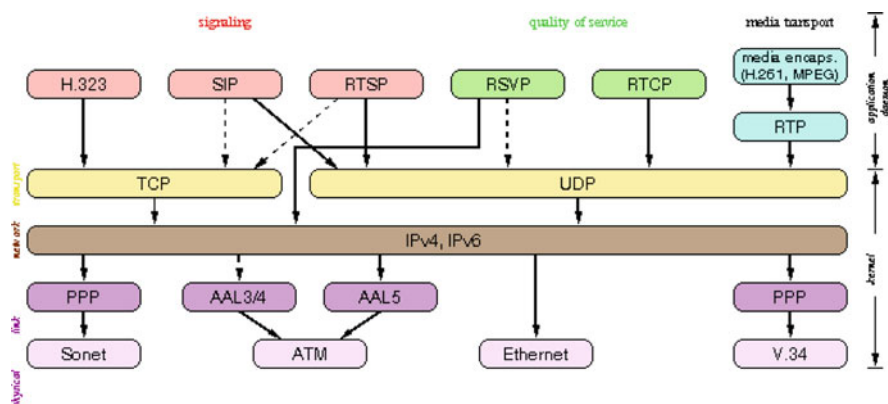 signaling
quality of service
media transport
media encaps.
(H.261, MPEG)
H.323
SIP
RTSP
RSVP
RTCP
RTP
application
daemon
TCP
UDP
transport
IPv4, IPv6
network
kernel
PPP
AAL3/4
AAL5
PPP
link
Sonet
ATM
Ethernet
V.34
physical